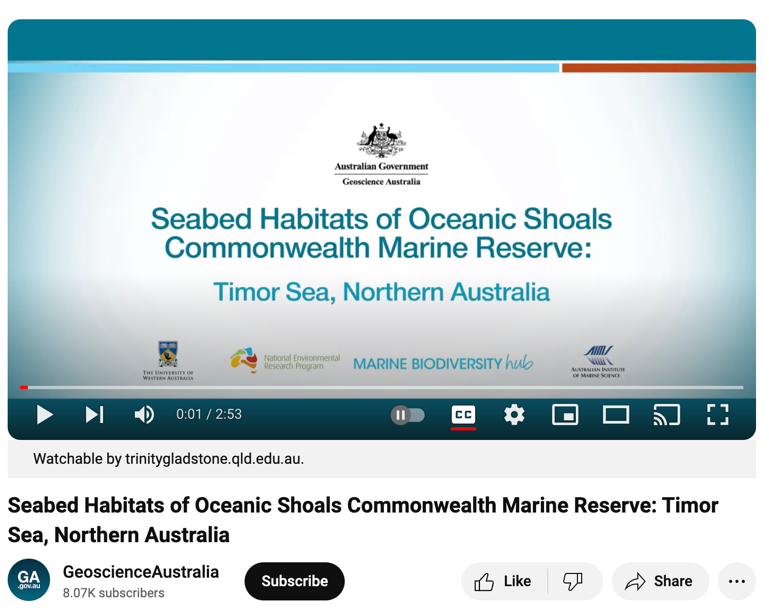 Australian Government
Geoscience Australia
Seabed Habitats of Oceanic Shoals
Commonwealth Marine Reserve:
Timor Sea, Northern Australia
THE UNIVERSITY OF
WESTERN AUSTRALIA
National Environmental
Research Program
MARINE BIODIVERSITY hub
AIMS
AUSTRALIAN INSTITUTE
OF MARINE SCIENCE
0:01 / 2:53
CC
Watchable by trinitygladstone.qld.edu.au.
Seabed Habitats of Oceanic Shoals Commonwealth Marine Reserve: Timor
Sea, Northern Australia
GA
.gov.au
GeoscienceAustralia
8.07K subscribers
Subscribe
Like
Share